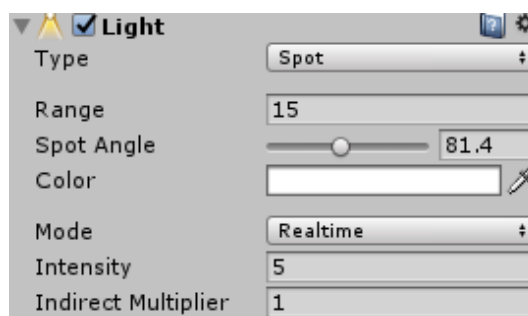 Light
Type Spot
Range 15
Spot Angle 81.4
Color
Mode Realtime
Intensity 5
Indirect Multiplier 1